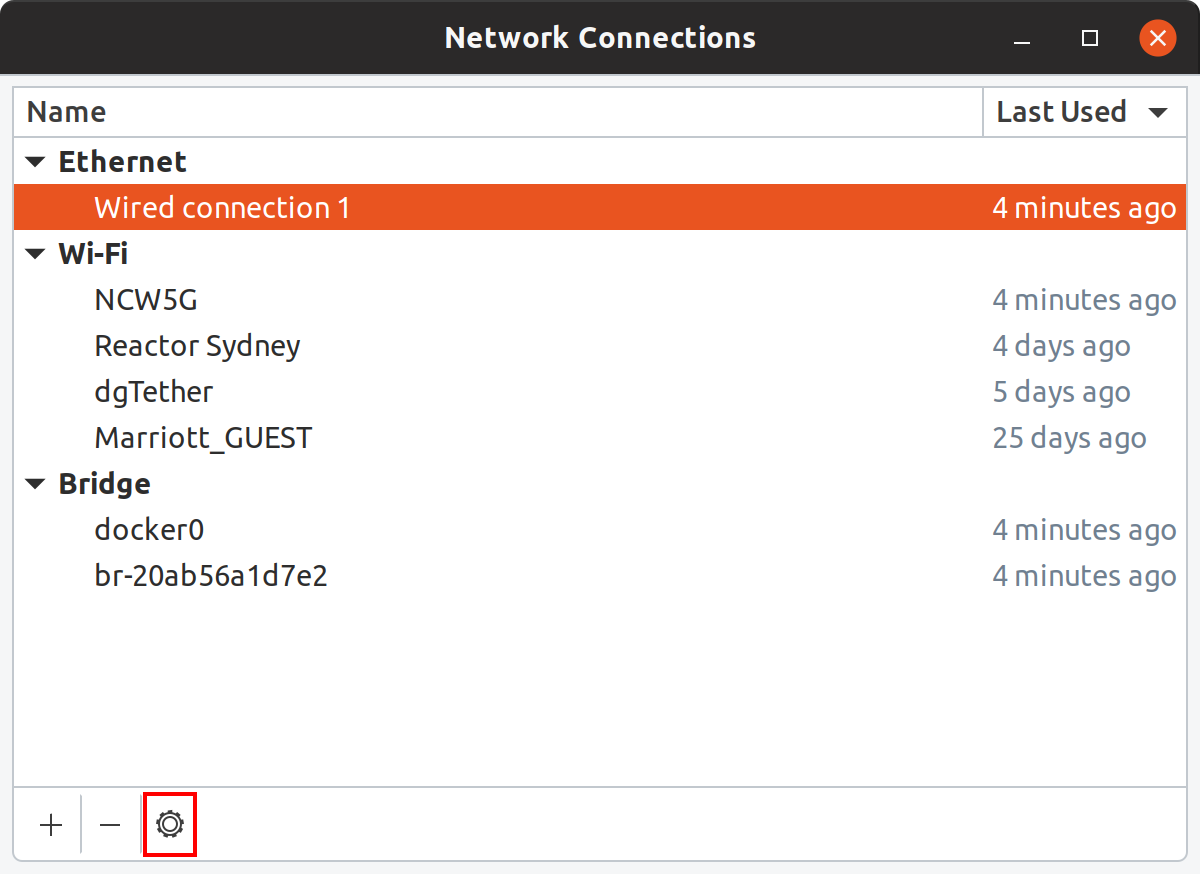 Network Connections
Name Last Used
Ethernet
Wired connection 1 4 minutes ago
Wi-Fi
NCW5G 4 minutes ago
Reactor Sydney 4 days ago
dgTether 5 days ago
Marriott_GUEST 25 days ago
Bridge
docker0 4 minutes ago
br-20ab56a1d7e2 4 minutes ago